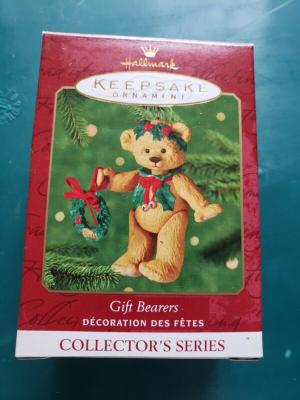 Hallmark
KEEPSAKE
ORNAMENT
Gift Bearers
DÉCORATION DES FÊTES
COLLECTOR'S SERIES